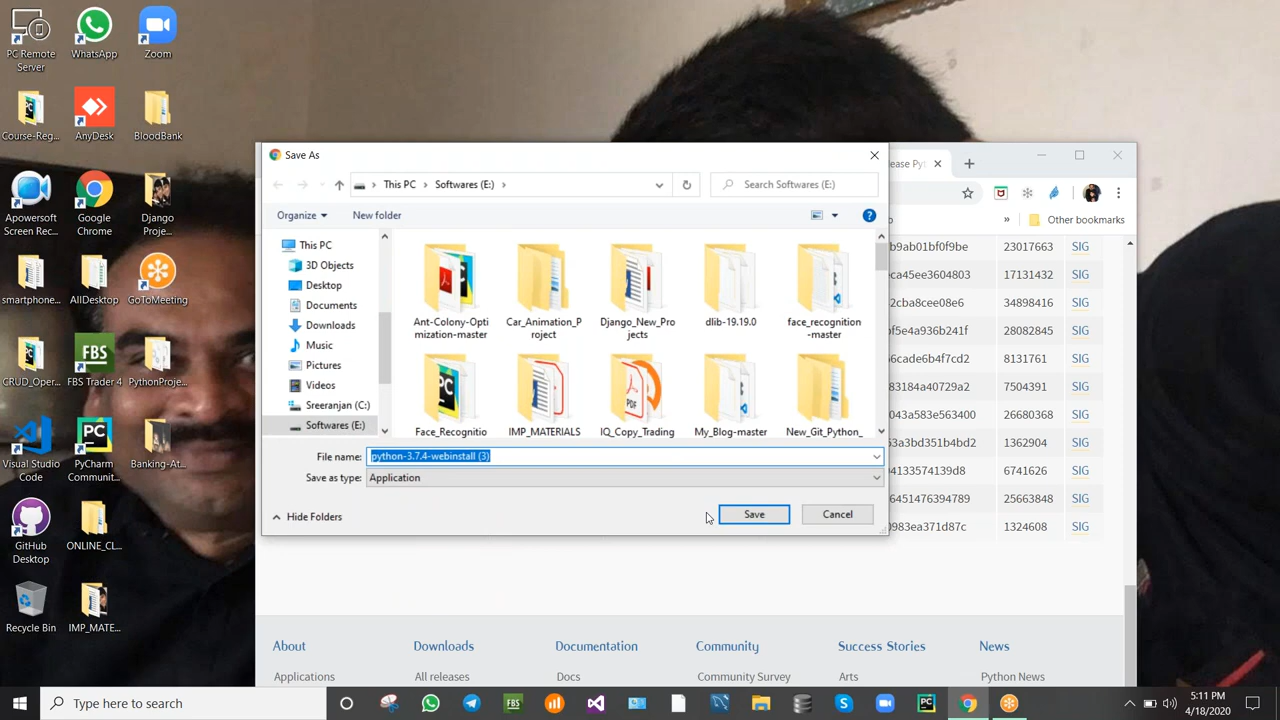 PC Remote
Server
WhatsApp
Zoom
Course-Reg...
AnyDesk
BloodBank
Apowersoft
Screen Rec...
Google
Chrome
Django
Proje...
smartphone...
AllDesktop
GoToMeeting
CRUD_Oper...
FBS
FBS Trader 4
PythonProje...
Visual Studio
Code
PyCharm
Communit...
Banking-At...
GitHub
Desktop
ONLINE_CL...
Recycle Bin
IMP_MATE...
Save As
This PC
Softwares (E:)
Search Softwares (E:)
Organize
New folder
This PC
3D Objects
Desktop
Documents
Downloads
Music
Pictures
Videos
Sreeranjan (C:)
Softwares (E:)
Ant-Colony-Opti
mization-master
Car_Animation_P
roject
Django_New_Pro
jects
dlib-19.19.0
face_recognition
-master
Face_Recognitio
IMP_MATERIALS
IQ_Copy_Trading
My_Blog-master
New_Git_Python_
File name: python-3.7.4-webinstall (3)
Save as type: Application
Hide Folders
Save
Cancel
ease Pyt
Other bookmarks
b9ab01bf0f9be 23017663 SIG
eca45ee3604803 17131432 SIG
2cba8cee08e6 34898416 SIG
bf5e4a936b241f 28082845 SIG
6cade6b4f7cd2 8131761 SIG
83184a40729a2 7504391 SIG
043a583e563400 26680368 SIG
63a3bd351b4bd2 1362904 SIG
04133574139d8 6741626 SIG
6451476394789 25663848 SIG
0983ea371d87c 1324608 SIG
About
Downloads
Documentation
Community
Success Stories
News
Applications
All releases
Docs
Community Survey
Arts
Python News
Type here to search
5:11 PM
4/18/2020